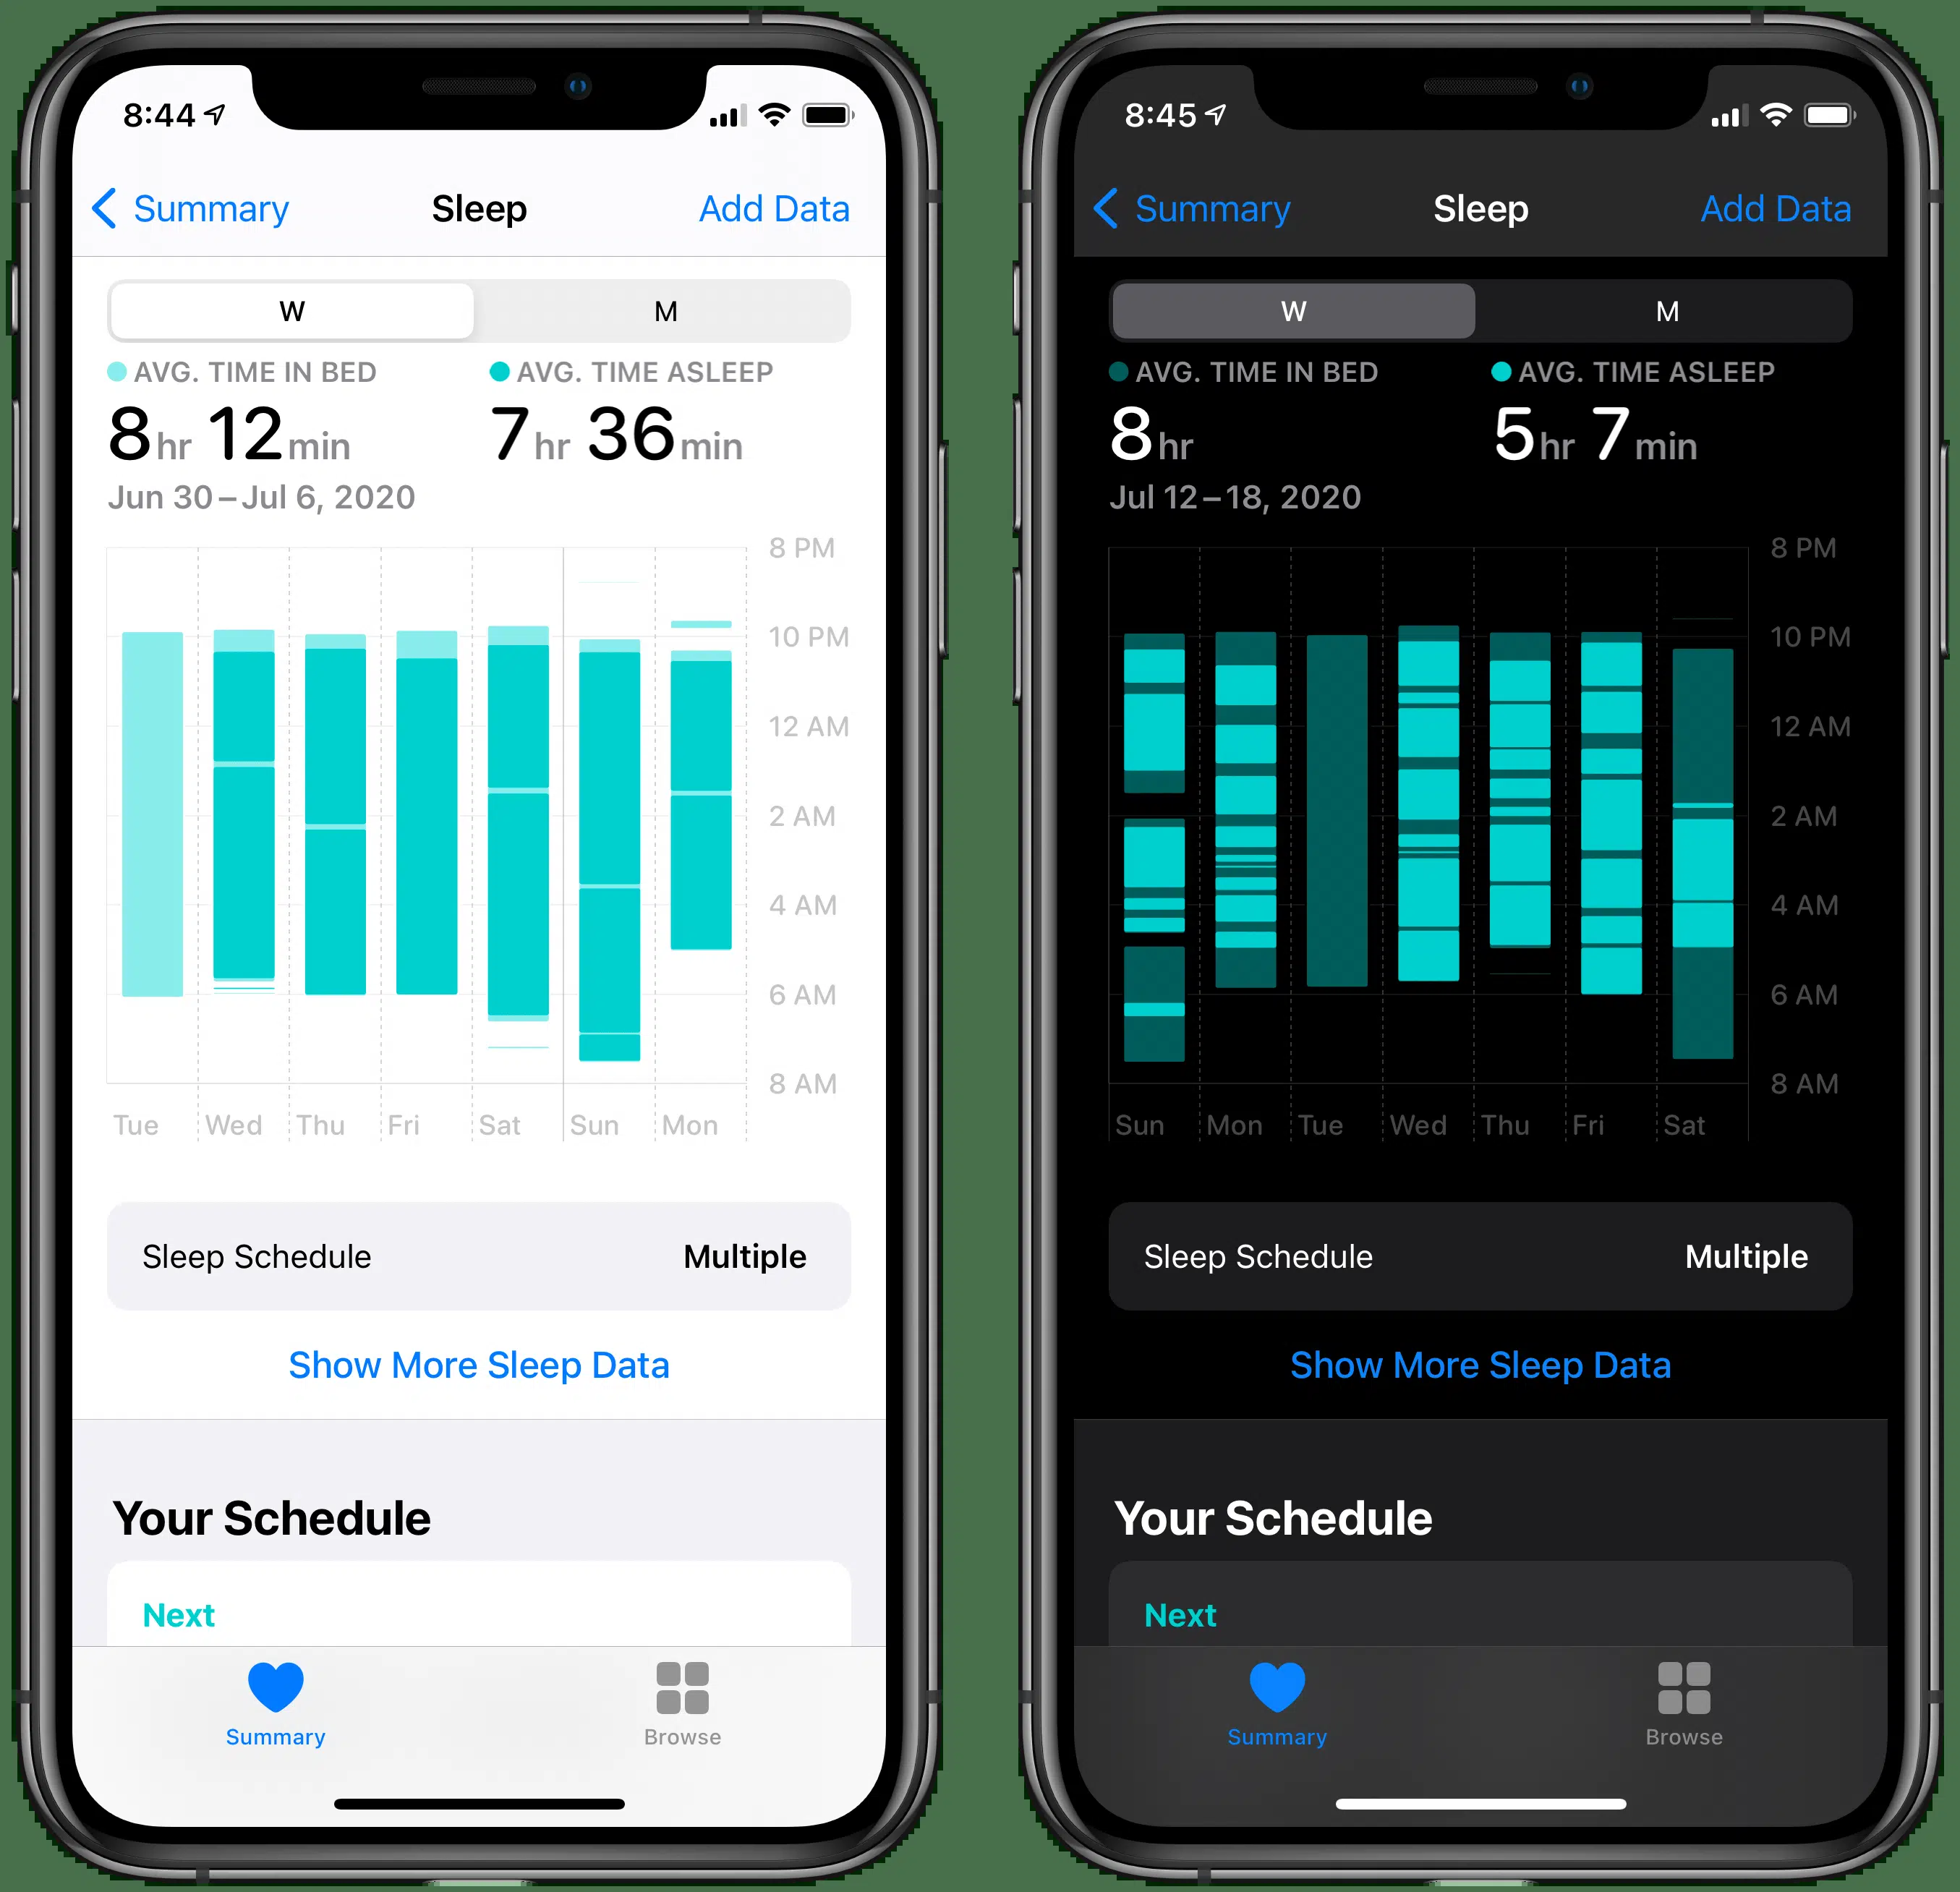 8:44
Summary Sleep Add Data
W M
AVG. TIME IN BED AVG. TIME ASLEEP
8 hr 12 min 7 hr 36 min
Jun 30–Jul 6, 2020
8 PM
10 PM
12 AM
2 AM
4 AM
6 AM
8 AM
Tue Wed Thu Fri Sat Sun Mon
Sleep Schedule Multiple
Show More Sleep Data
Your Schedule
Next
Summary Browse
8:45
Summary Sleep Add Data
W M
AVG. TIME IN BED AVG. TIME ASLEEP
8 hr 5 hr 7 min
Jul 12–18, 2020
8 PM
10 PM
12 AM
2 AM
4 AM
6 AM
8 AM
Sun Mon Tue Wed Thu Fri Sat
Sleep Schedule Multiple
Show More Sleep Data
Your Schedule
Next
Summary Browse